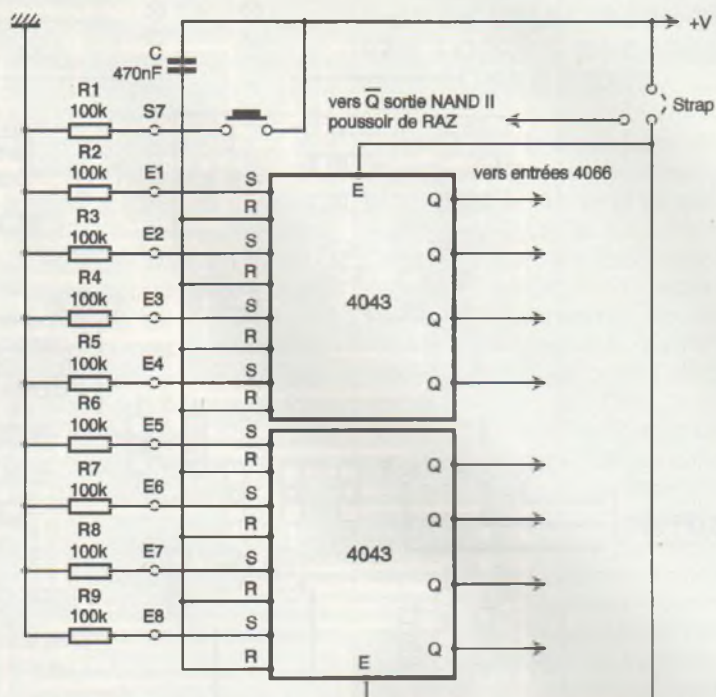 +V
C
470nF
R1
100k
S7
vers Q̅ sortie NAND II
poussoir de RAZ
Strap
R2
100k
E1
S
R
E
Q
vers entrées 4066
R3
100k
E2
S
R
Q
R4
100k
E3
S
R
4043
Q
R5
100k
E4
S
R
Q
R6
100k
E5
S
R
Q
R7
100k
E6
S
R
Q
R8
100k
E7
S
R
4043
Q
R9
100k
E8
S
R
E
Q